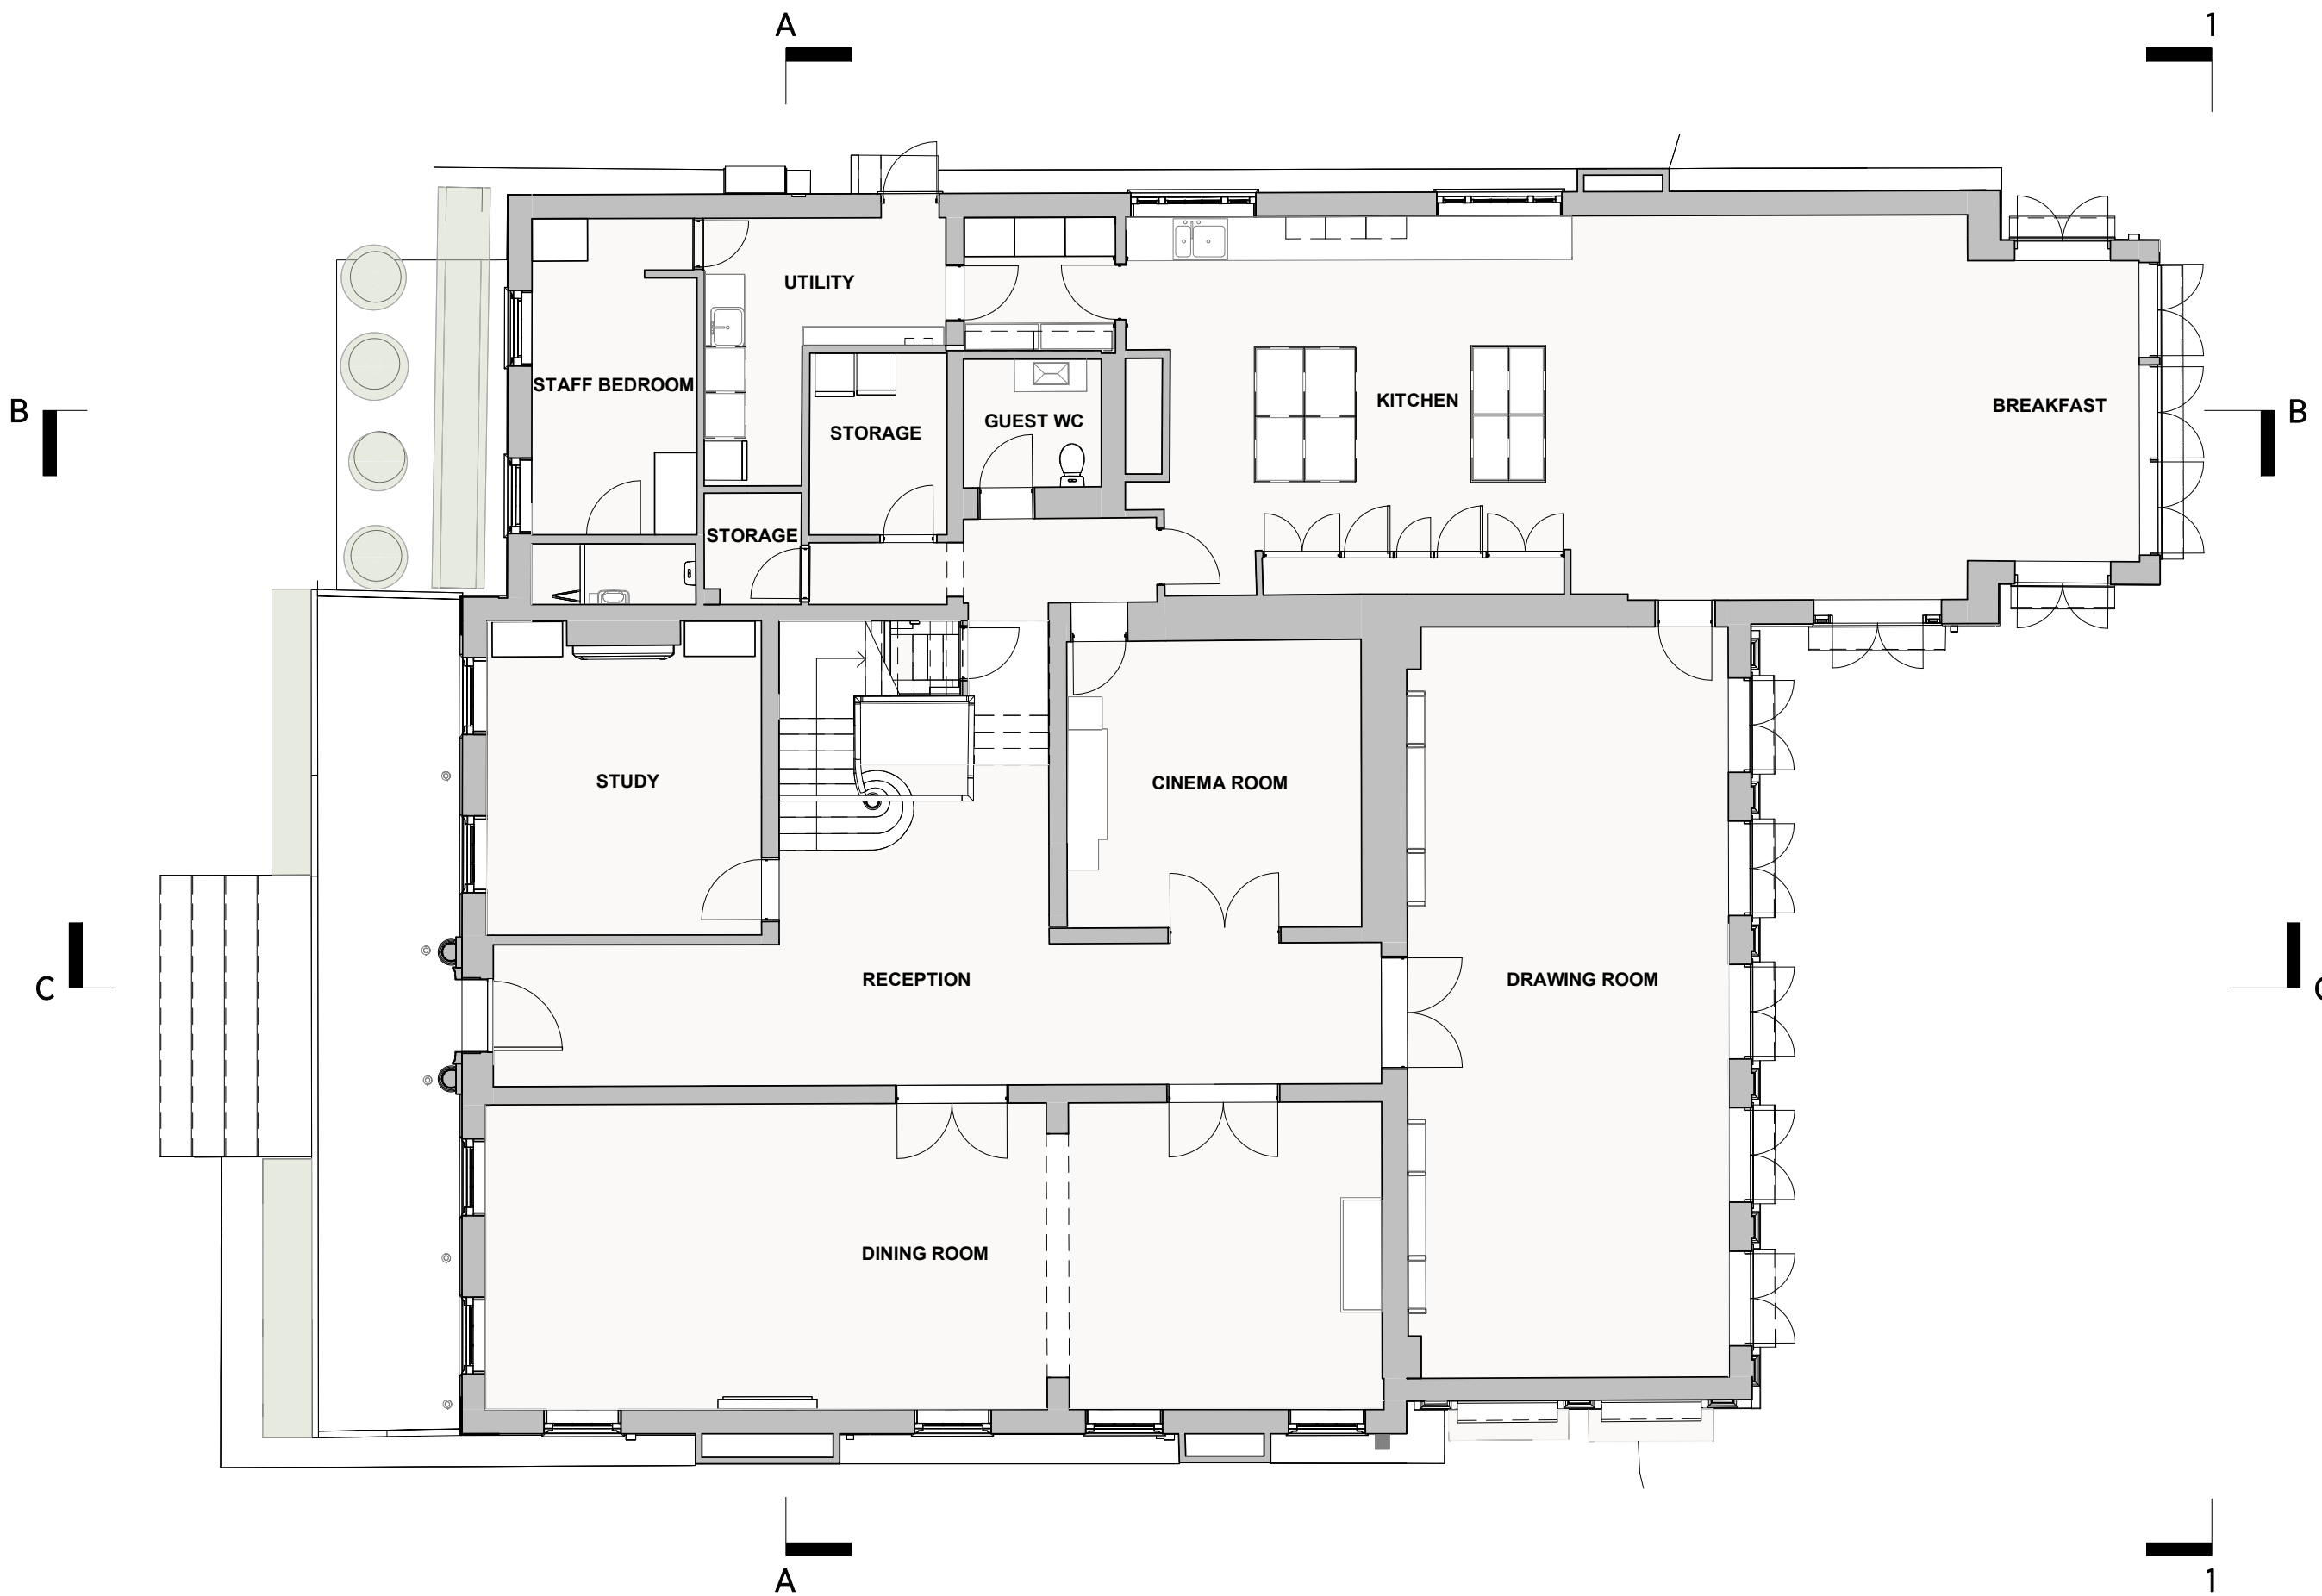 A
1
UTILITY
STAFF BEDROOM
STORAGE
GUEST WC
KITCHEN
BREAKFAST
B
B
STORAGE
STUDY
CINEMA ROOM
RECEPTION
DRAWING ROOM
C
DINING ROOM
A
1